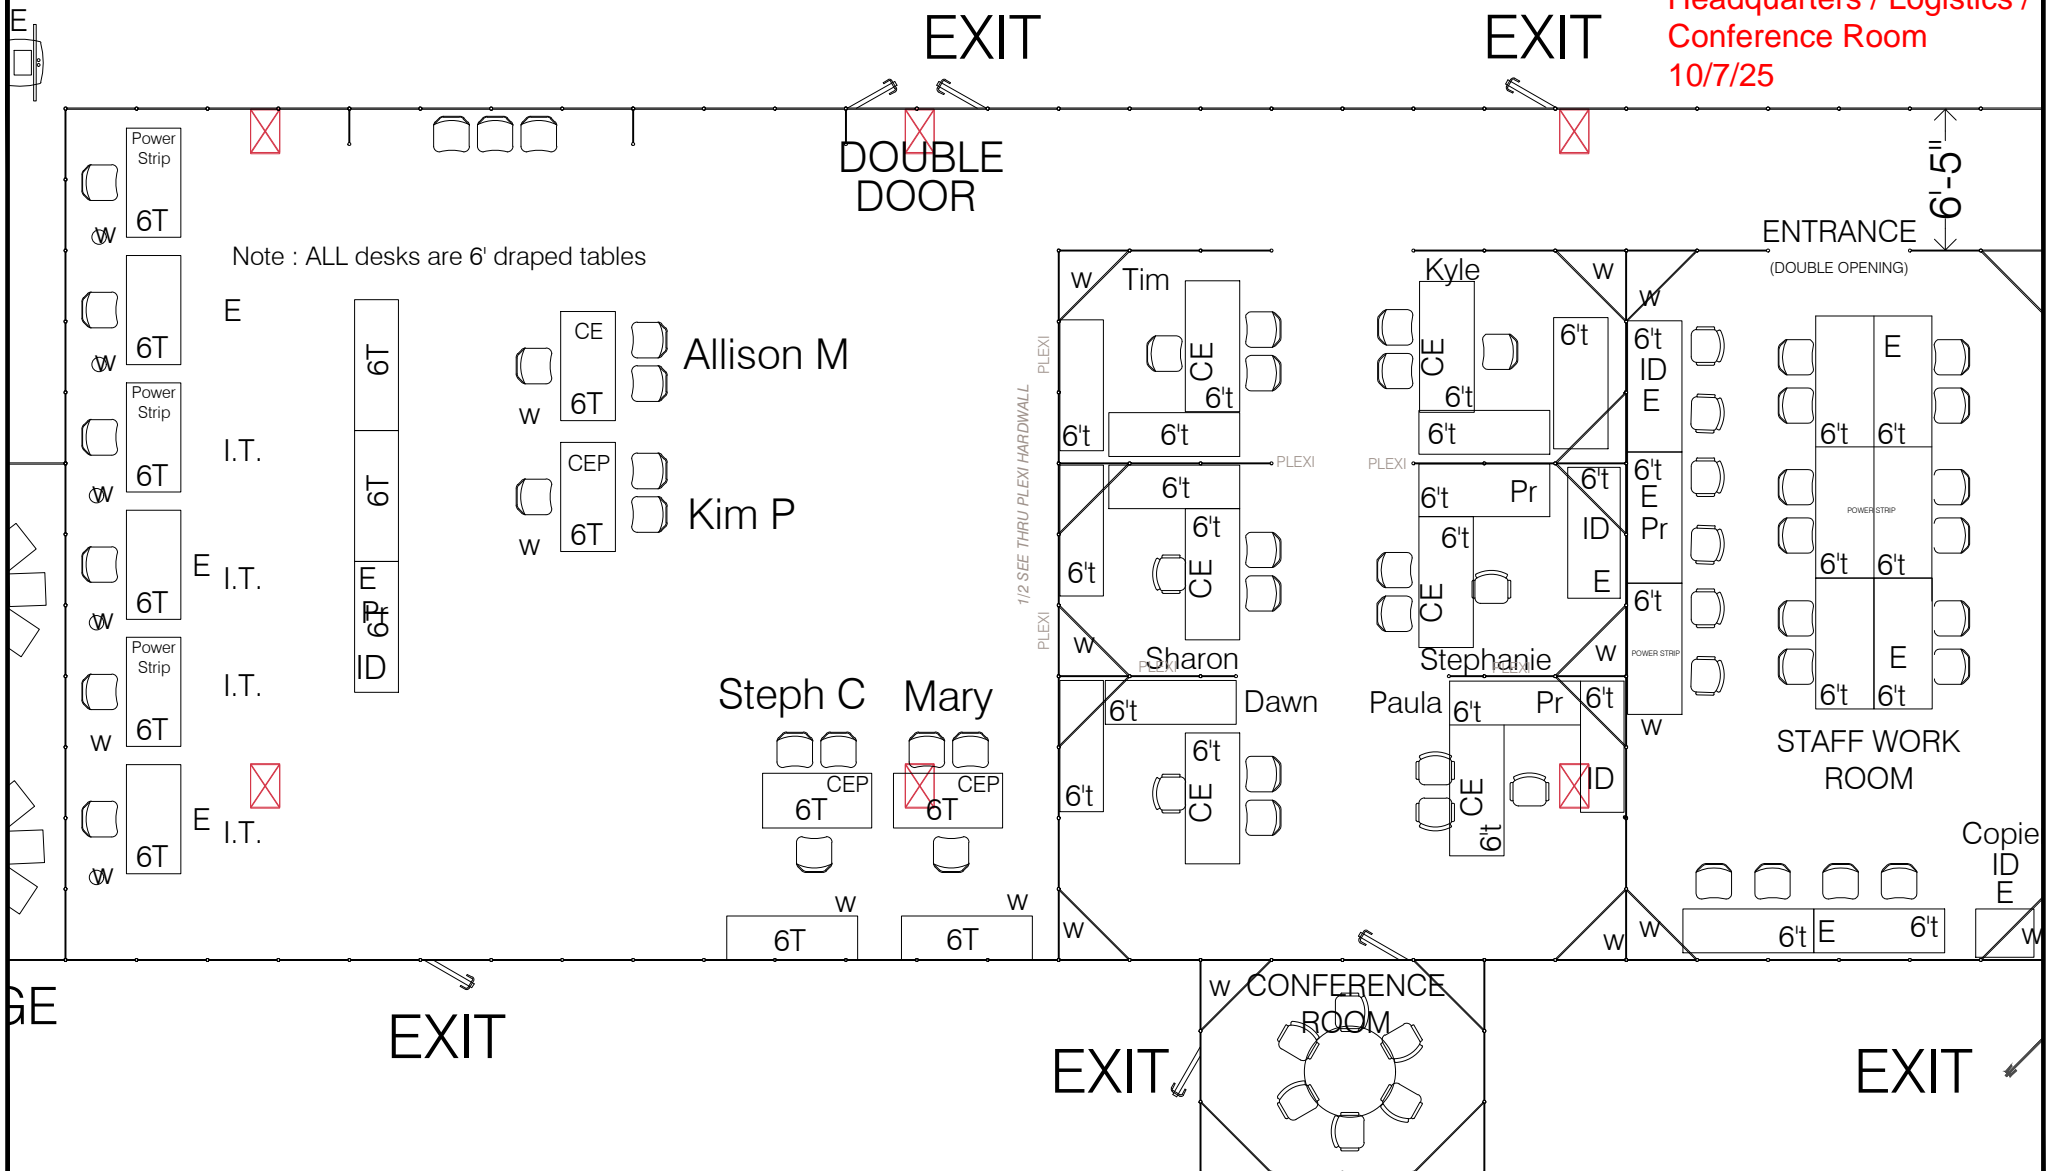 E
EXIT
EXIT
Headquarters / Logistics /
Conference Room
10/7/25
Power
Strip
6T
W
DOUBLE
DOOR
6'-5"
ENTRANCE
(DOUBLE OPENING)
Note : ALL desks are 6' draped tables
6T
W
E
Power
Strip
6T
W
I.T.
6T
W
E
I.T.
Power
Strip
6T
W
I.T.
6T
W
E
I.T.
6T
6T
E
Pr
6T
ID
CE
6T
W
Allison M
CEP
6T
W
Kim P
Steph C
Mary
CEP
6T
CEP
6T
W
6T
W
6T
PLEXI
1/2 SEE THRU PLEXI HARDWALL
PLEXI
W
Tim
CE
6't
6't
6't
Kyle
W
CE
6't
6't
6't
PLEXI
PLEXI
6't
6't
CE
6't
W
Sharon
PLEXI
6't
Pr
6't
CE
6't
ID
E
W
Stephanie
PLEXI
6't
Dawn
6't
CE
6't
W
Paula
6't
Pr
6't
ID
CE
6't
W
W
6't
ID
E
6't
E
Pr
6't
POWER STRIP
W
E
6't
6't
POWER STRIP
6't
6't
E
6't
6't
STAFF WORK
ROOM
Copie
ID
E
W
W
6't
E
6't
GE
EXIT
EXIT
W
CONFERENCE
ROOM
EXIT